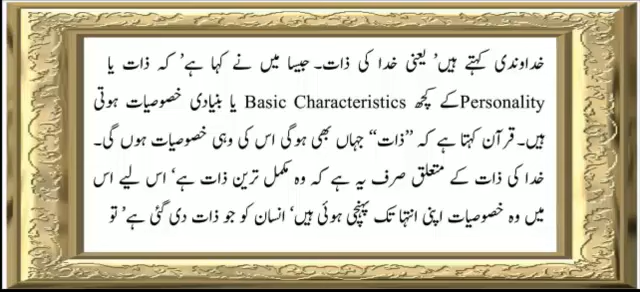 خداوندی کہتے ہیں' یعنی خدا کی ذات۔ جیسا میں نے کہا ہے' کہ ذات یا
Personality کے کچھ Basic Characteristics یا بنیادی خصوصیات ہوتی
ہیں۔ قرآن کہتا ہے کہ ”ذات“ جہاں بھی ہوگی اس کی وہی خصوصیات ہوں گی۔
خدا کی ذات کے متعلق صرف یہ ہے کہ وہ مکمل ترین ذات ہے' اس لیے اس
میں وہ خصوصیات اپنی انتہا تک پہنچی ہوئی ہیں' انسان کو جو ذات دی گئی ہے' تو